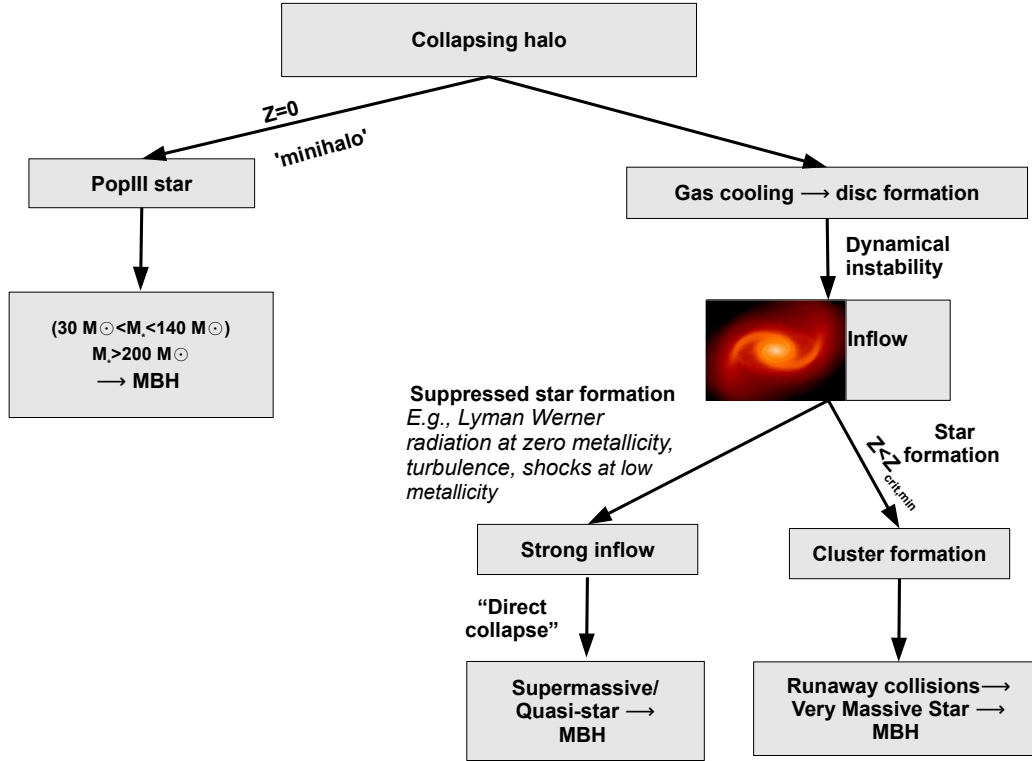 Collapsing halo
Z=0
'minihalo'
PopIII star
Gas cooling → disc formation
Dynamical
instability
(30 M☉<M*<140 M☉)
M*>200 M☉
→ MBH
Inflow
Suppressed star formation
E.g., Lyman Werner
radiation at zero metallicity,
turbulence, shocks at low
metallicity
Star
formation
Z<Zcrit,min
Strong inflow
Cluster formation
“Direct
collapse”
Supermassive/
Quasi-star →
MBH
Runaway collisions→
Very Massive Star →
MBH